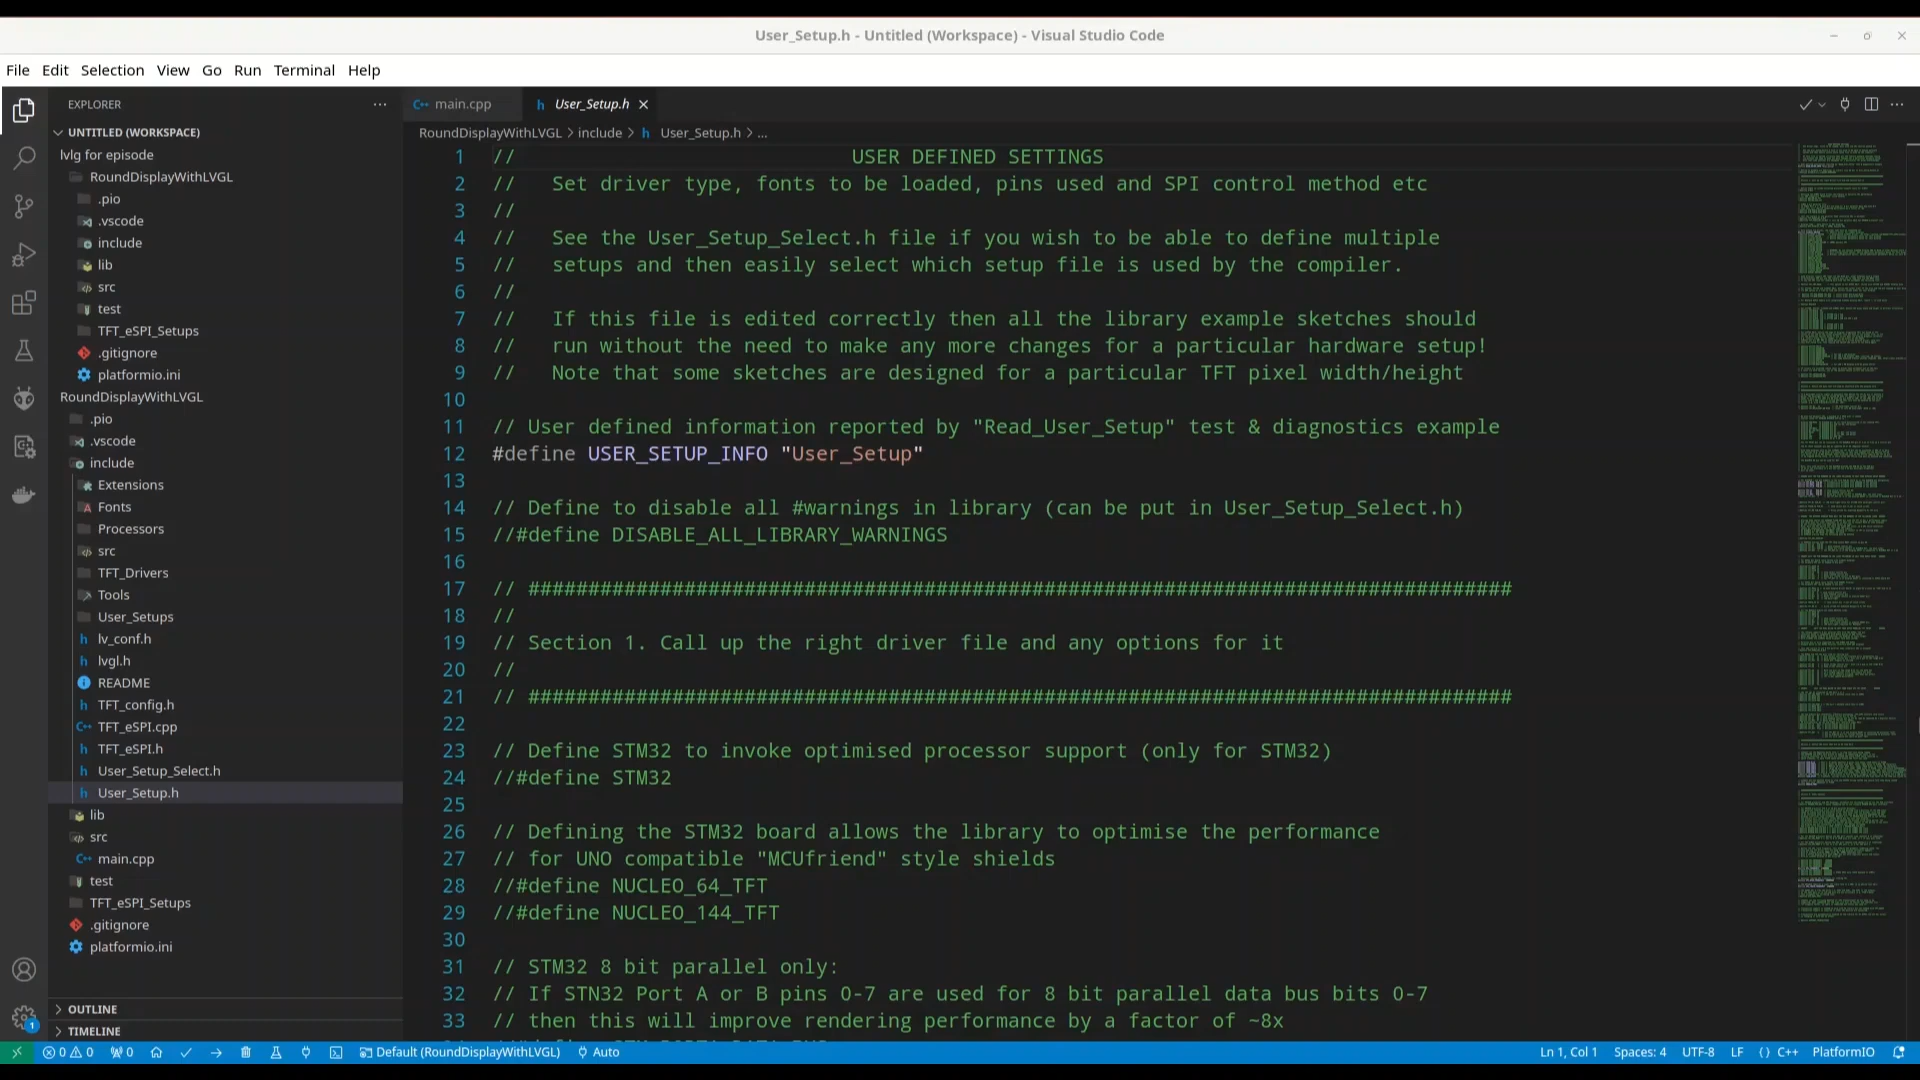 User_Setup.h - Untitled (Workspace) - Visual Studio Code
File Edit Selection View Go Run Terminal Help
EXPLORER
UNTITLED (WORKSPACE)
lvlg for episode
RoundDisplayWithLVGL
.pio
.vscode
include
lib
src
test
TFT_eSPI_Setups
.gitignore
platformio.ini
RoundDisplayWithLVGL
.pio
.vscode
include
Extensions
Fonts
Processors
src
TFT_Drivers
Tools
User_Setups
lv_conf.h
lvgl.h
README
TFT_config.h
TFT_eSPI.cpp
TFT_eSPI.h
User_Setup_Select.h
User_Setup.h
lib
src
main.cpp
test
TFT_eSPI_Setups
.gitignore
platformio.ini
OUTLINE
TIMELINE
main.cpp User_Setup.h
RoundDisplayWithLVGL > include > h User_Setup.h > ...
1 // USER DEFINED SETTINGS
2 // Set driver type, fonts to be loaded, pins used and SPI control method etc
3 //
4 // See the User_Setup_Select.h file if you wish to be able to define multiple
5 // setups and then easily select which setup file is used by the compiler.
6 //
7 // If this file is edited correctly then all the library example sketches should
8 // run without the need to make any more changes for a particular hardware setup!
9 // Note that some sketches are designed for a particular TFT pixel width/height
10
11 // User defined information reported by "Read_User_Setup" test & diagnostics example
12 #define USER_SETUP_INFO "User_Setup"
13
14 // Define to disable all #warnings in library (can be put in User_Setup_Select.h)
15 //#define DISABLE_ALL_LIBRARY_WARNINGS
16
17 // ##################################################################################
18 //
19 // Section 1. Call up the right driver file and any options for it
20 //
21 // ##################################################################################
22
23 // Define STM32 to invoke optimised processor support (only for STM32)
24 //#define STM32
25
26 // Defining the STM32 board allows the library to optimise the performance
27 // for UNO compatible "MCUfriend" style shields
28 //#define NUCLEO_64_TFT
29 //#define NUCLEO_144_TFT
30
31 // STM32 8 bit parallel only:
32 // If STN32 Port A or B pins 0-7 are used for 8 bit parallel data bus bits 0-7
33 // then this will improve rendering performance by a factor of ~8x
0 0 0 Default (RoundDisplayWithLVGL) Auto Ln 1, Col 1 Spaces: 4 UTF-8 LF {} C++ PlatformIO